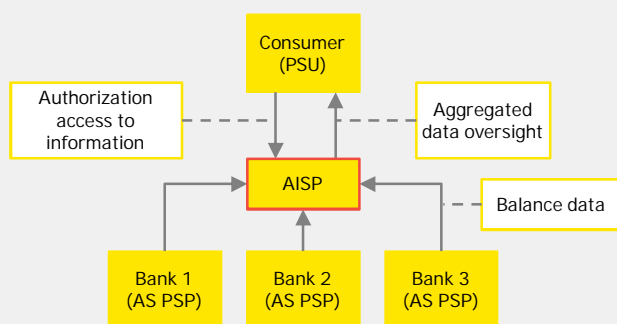 Consumer
(PSU)
Authorization
access to
information
Aggregated
data oversight
AISP
Balance data
Bank 1
(AS PSP)
Bank 2
(AS PSP)
Bank 3
(AS PSP)